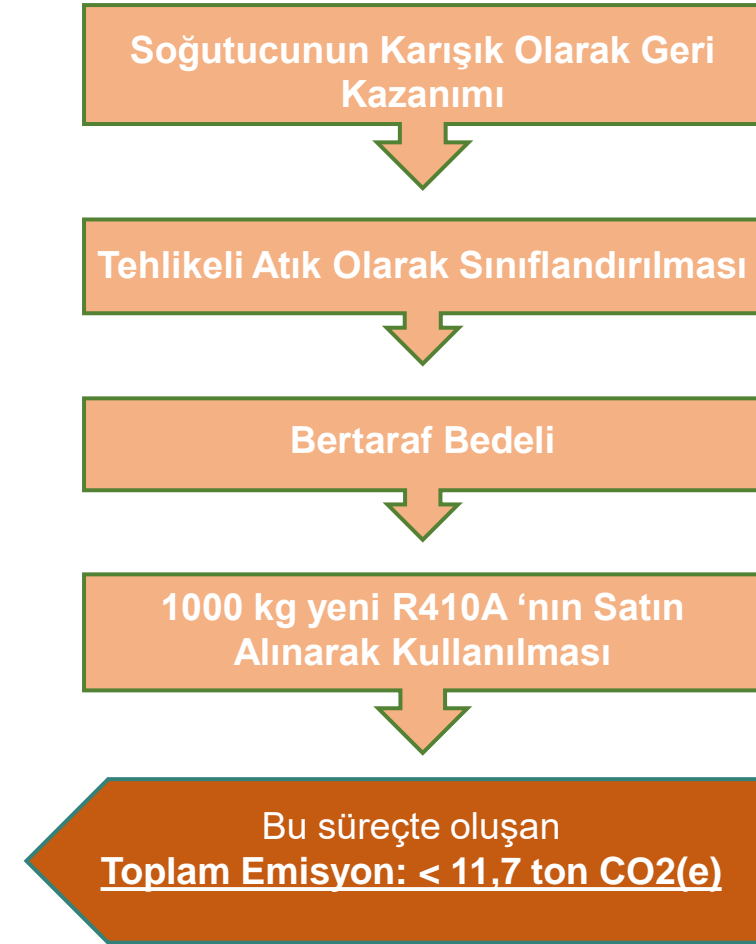 Soğutucunun Karışık Olarak Geri
Kazanımı
Tehlikeli Atık Olarak Sınıflandırılması
Bertaraf Bedeli
1000 kg yeni R410A ‘nın Satın
Alınarak Kullanılması
Bu süreçte oluşan
Toplam Emisyon: < 11,7 ton CO2(e)